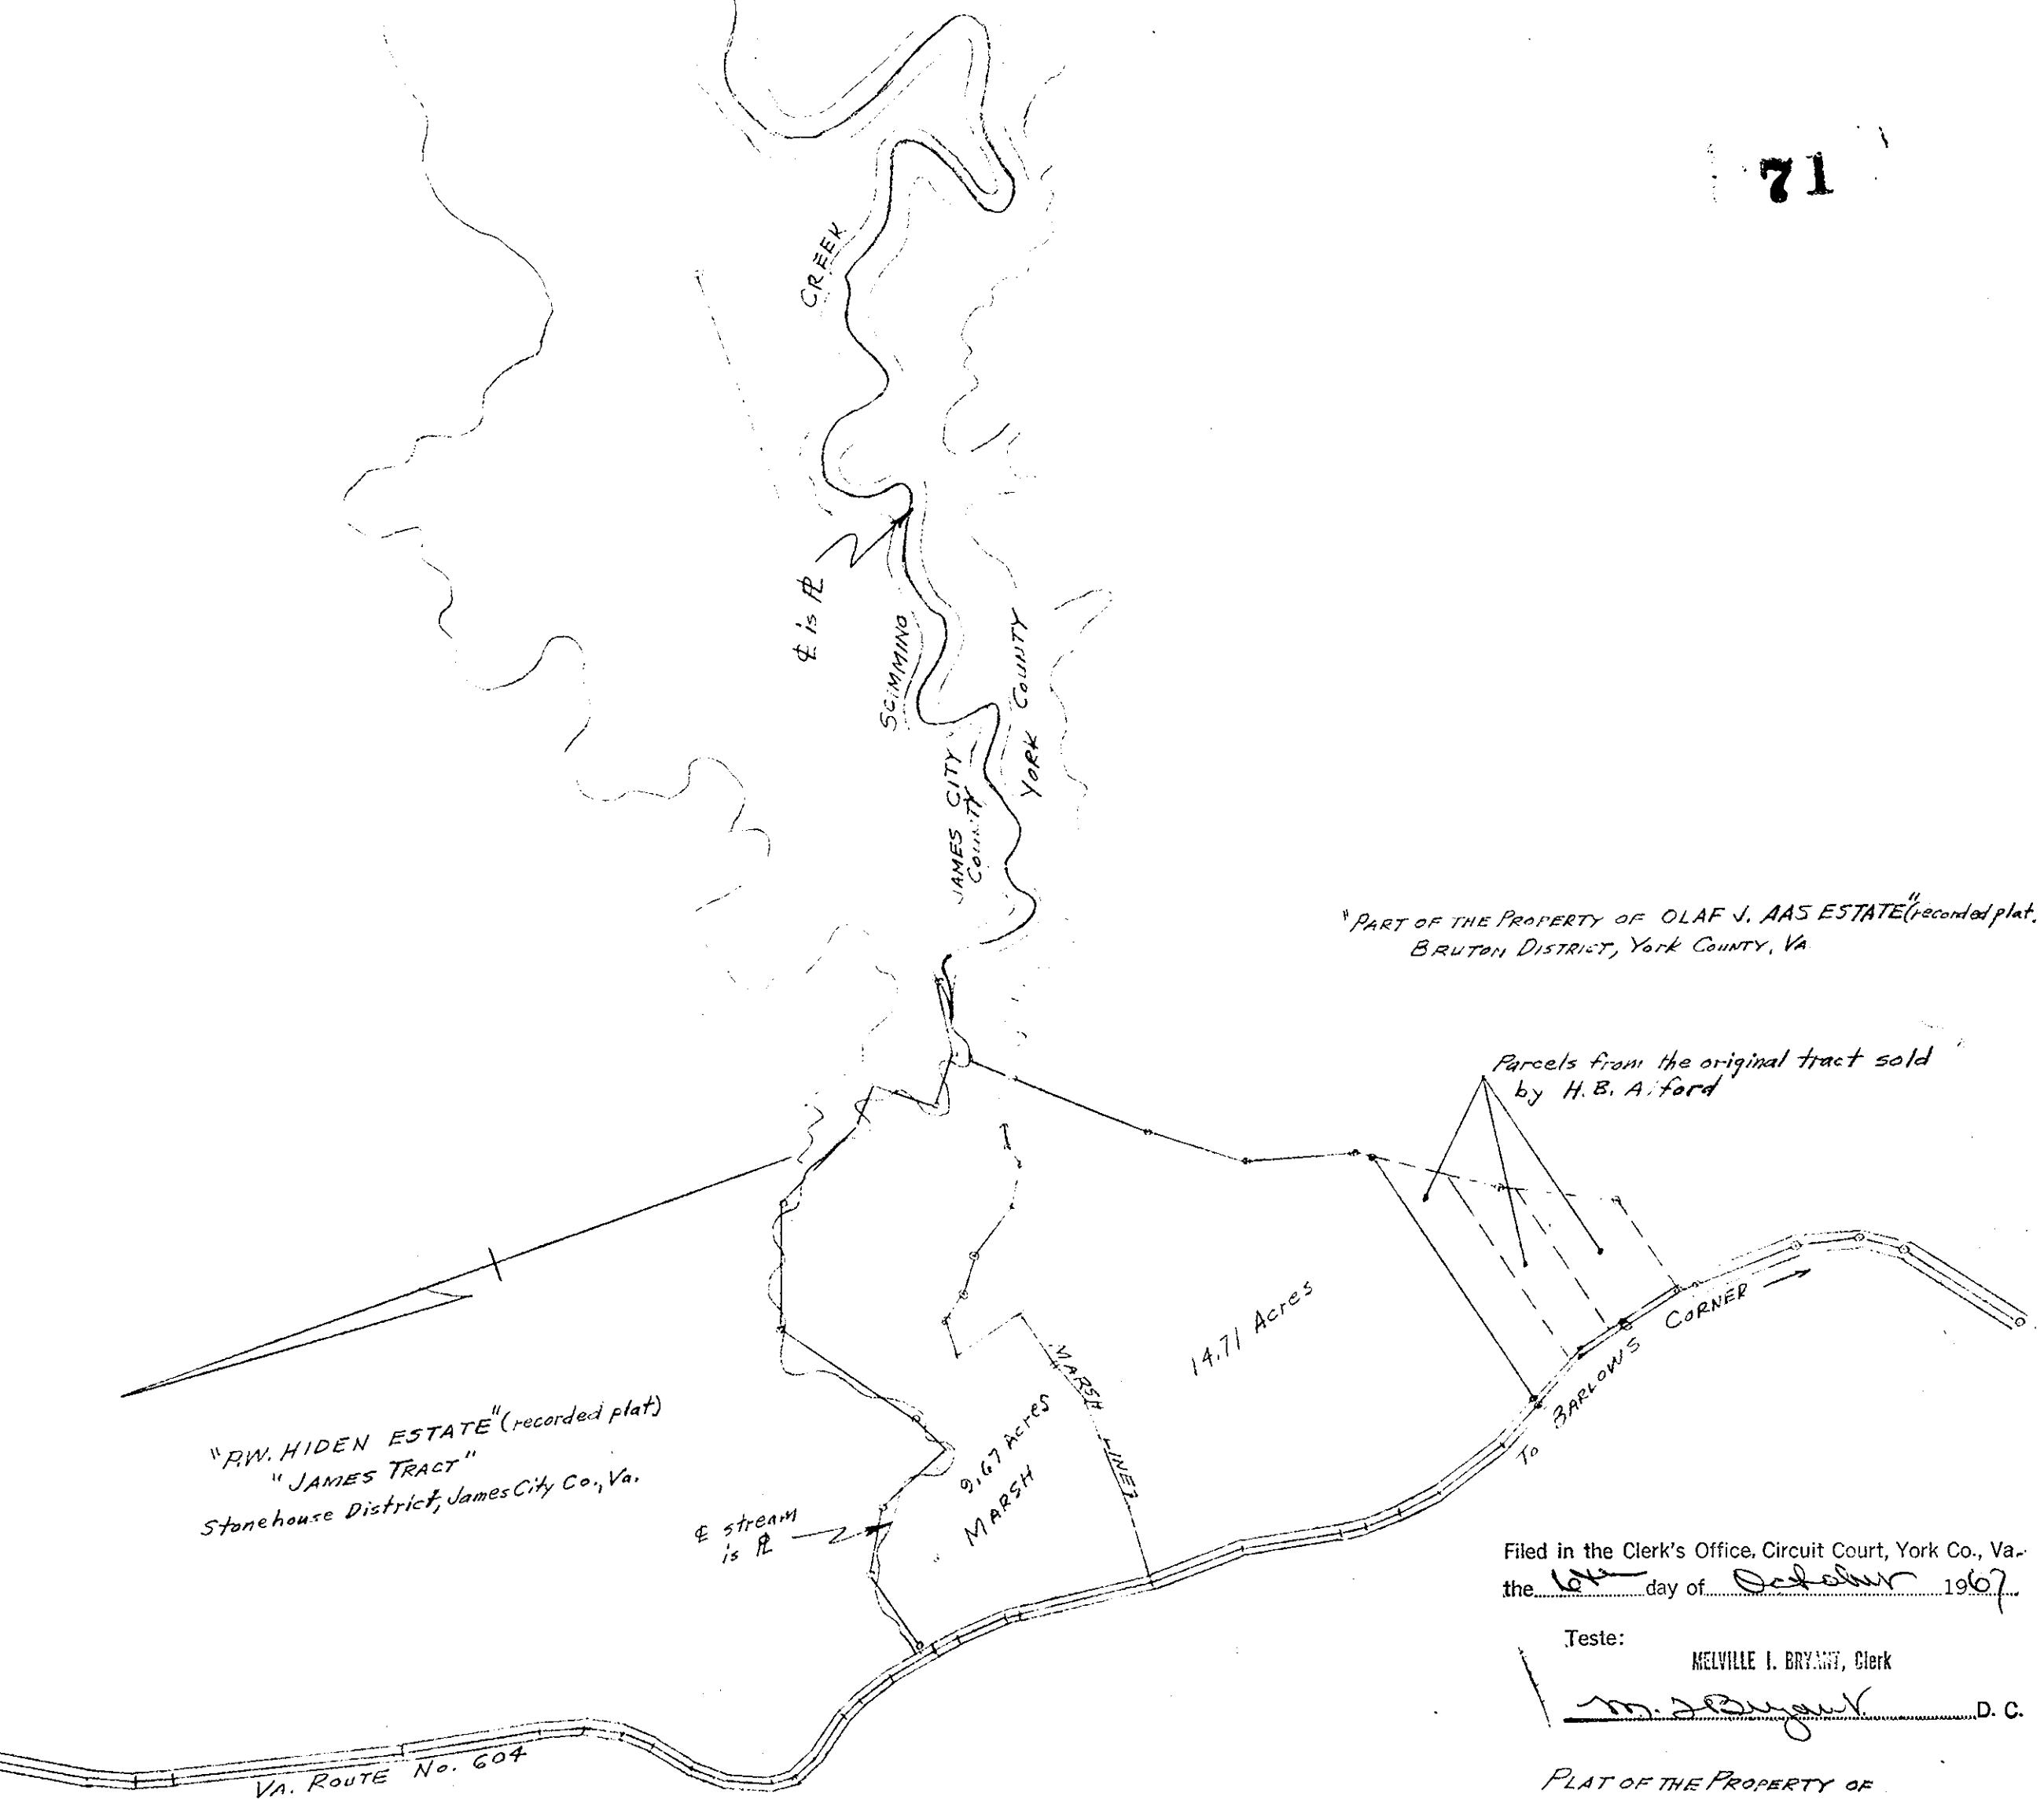 71
CREEK
℄ is ⅊
SCIMMINO
YORK COUNTY
JAMES CITY
COUNTY
"PART OF THE PROPERTY OF OLAF J. AAS ESTATE" (recorded plat.
BRUTON DISTRICT, York COUNTY, VA.
Parcels from the original tract sold
by H. B. Alford
14.71 Acres
MARSH LINE
9.67 Acres
MARSH
To BARLOWS CORNER
"P.W. HIDEN ESTATE" (recorded plat)
"JAMES TRACT"
Stonehouse District, James City Co., Va.
℄ stream
is ⅊
Filed in the Clerk's Office, Circuit Court, York Co., Va.
the 6th day of October 1967
Teste:
MELVILLE I. BRYANT, Clerk
M. I Bryant D. C.
VA. ROUTE No. 604
PLAT OF THE PROPERTY OF